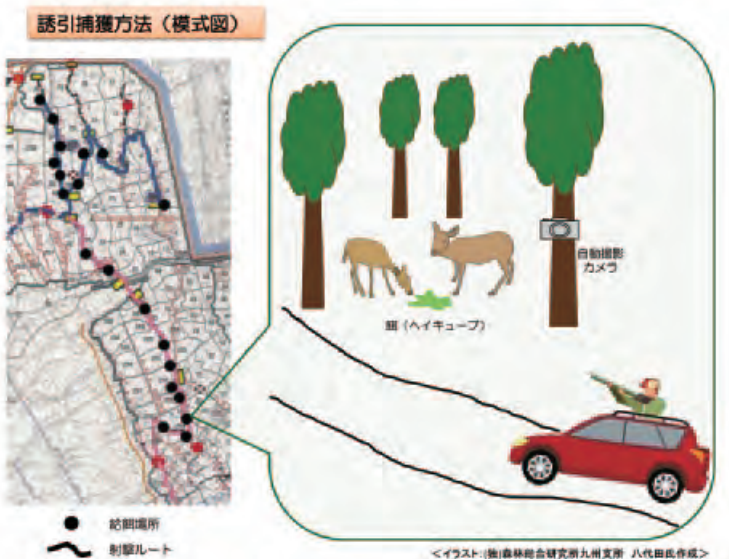 誘引捕獲方法（模式図）
自動撮影
カメラ
餌（ヘイキューブ）
給餌場所
射撃ルート
＜イラスト:(独)森林総合研究所九州支所 八代田氏作成＞